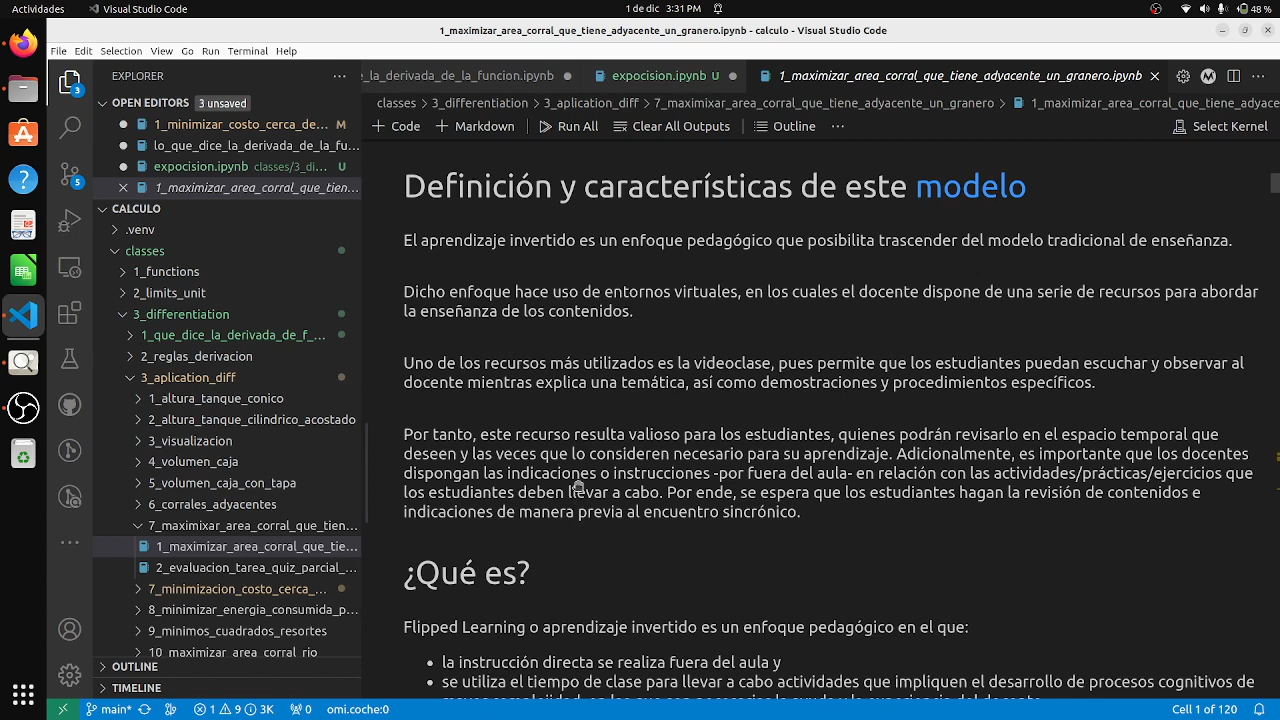 Actividades
Visual Studio Code
1 de dic 3:31 PM
48 %
1_maximizar_area_corral_que_tiene_adyacente_un_granero.ipynb - calculo - Visual Studio Code
File Edit Selection View Go Run Terminal Help
EXPLORER
OPEN EDITORS 3 unsaved
1_minimizar_costo_cerca_de... M
lo_que_dice_la_derivada_de_la_fu...
expocision.ipynb classes/3_di... U
1_maximizar_area_corral_que_tien...
CALCULO
.venv
classes
1_functions
2_limits_unit
3_differentiation
1_que_dice_la_derivada_de_f_...
2_reglas_derivacion
3_aplication_diff
1_altura_tanque_conico
2_altura_tanque_cilindrico_acostado
3_visualizacion
4_volumen_caja
5_volumen_caja_con_tapa
6_corrales_adyacentes
7_maximixar_area_corral_que_tien...
1_maximizar_area_corral_que_tie...
2_evaluacion_tarea_quiz_parcial_...
7_minimizacion_costo_cerca_...
8_minimizar_energia_consumida_p...
9_minimos_cuadrados_resortes
10_maximizar_area_corral_rio
OUTLINE
TIMELINE
3
5
e_la_derivada_de_la_funcion.ipynb
expocision.ipynb U
1_maximizar_area_corral_que_tiene_adyacente_un_granero.ipynb
classes > 3_differentiation > 3_aplication_diff > 7_maximixar_area_corral_que_tiene_adyacente_un_granero > 1_maximizar_area_corral_que_tiene_adyacente
+ Code + Markdown Run All Clear All Outputs Outline ... Select Kernel
Definición y características de este modelo
El aprendizaje invertido es un enfoque pedagógico que posibilita trascender del modelo tradicional de enseñanza.
Dicho enfoque hace uso de entornos virtuales, en los cuales el docente dispone de una serie de recursos para abordar
la enseñanza de los contenidos.
Uno de los recursos más utilizados es la videoclase, pues permite que los estudiantes puedan escuchar y observar al
docente mientras explica una temática, así como demostraciones y procedimientos específicos.
Por tanto, este recurso resulta valioso para los estudiantes, quienes podrán revisarlo en el espacio temporal que
deseen y las veces que lo consideren necesario para su aprendizaje. Adicionalmente, es importante que los docentes
dispongan las indicaciones o instrucciones -por fuera del aula- en relación con las actividades/prácticas/ejercicios que
los estudiantes deben llevar a cabo. Por ende, se espera que los estudiantes hagan la revisión de contenidos e
indicaciones de manera previa al encuentro sincrónico.
¿Qué es?
Flipped Learning o aprendizaje invertido es un enfoque pedagógico en el que:
• la instrucción directa se realiza fuera del aula y
• se utiliza el tiempo de clase para llevar a cabo actividades que impliquen el desarrollo de procesos cognitivos de
main* 1 9 3K 0 omi.coche:0 Cell 1 of 120